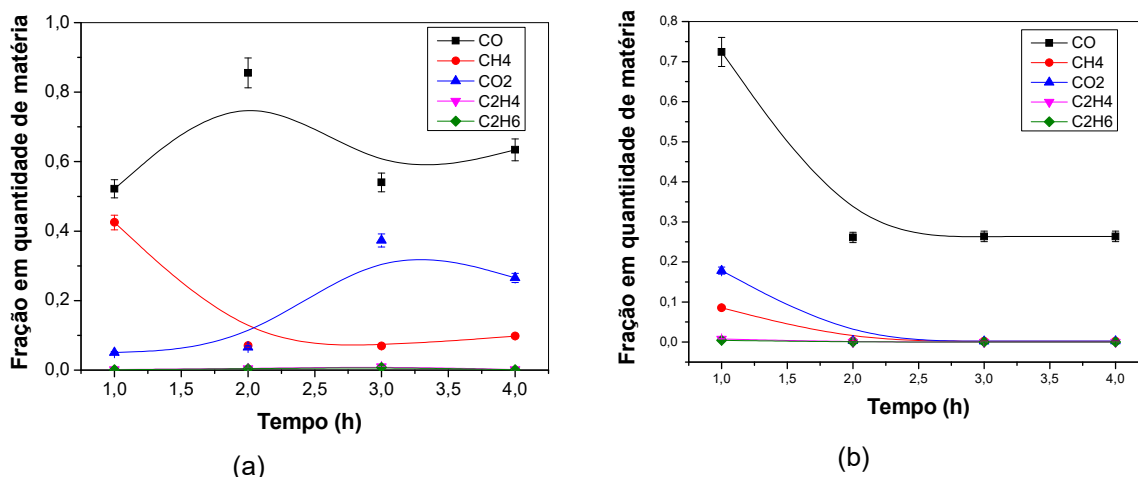 Fração em quantidade de matéria
1,0
0,8
0,6
0,4
0,2
0,0
CO
CH4
CO2
C2H4
C2H6
1,0 1,5 2,0 2,5 3,0 3,5 4,0
Tempo (h)
(a)
Fração em quantiidade de matéria
0,8
0,7
0,6
0,5
0,4
0,3
0,2
0,1
0,0
CO
CH4
CO2
C2H4
C2H6
1,0 1,5 2,0 2,5 3,0 3,5 4,0
Tempo (h)
(b)